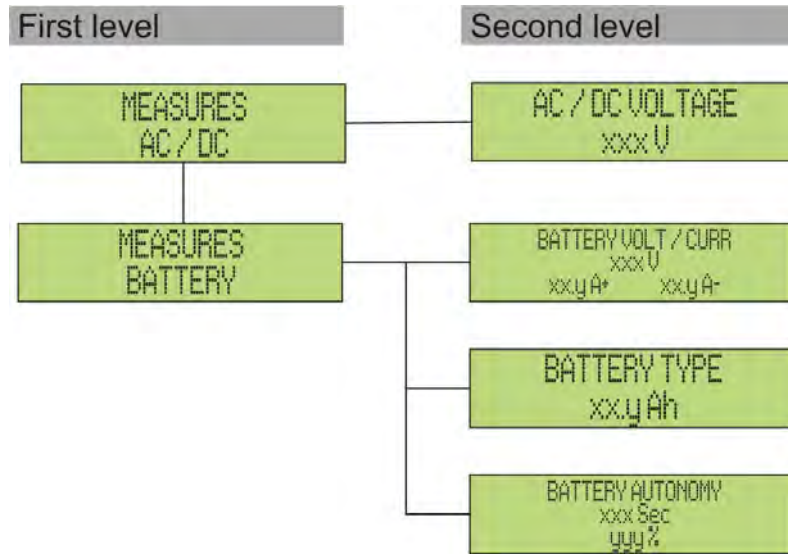 First level
Second level
MEASURES
AC / DC
AC / DC VOLTAGE
xxx V
MEASURES
BATTERY
BATTERY VOLT / CURR
xxx V
xx.y A+ xx.y A-
BATTERY TYPE
xx.y Ah
BATTERY AUTONOMY
xxx Sec
yyy %